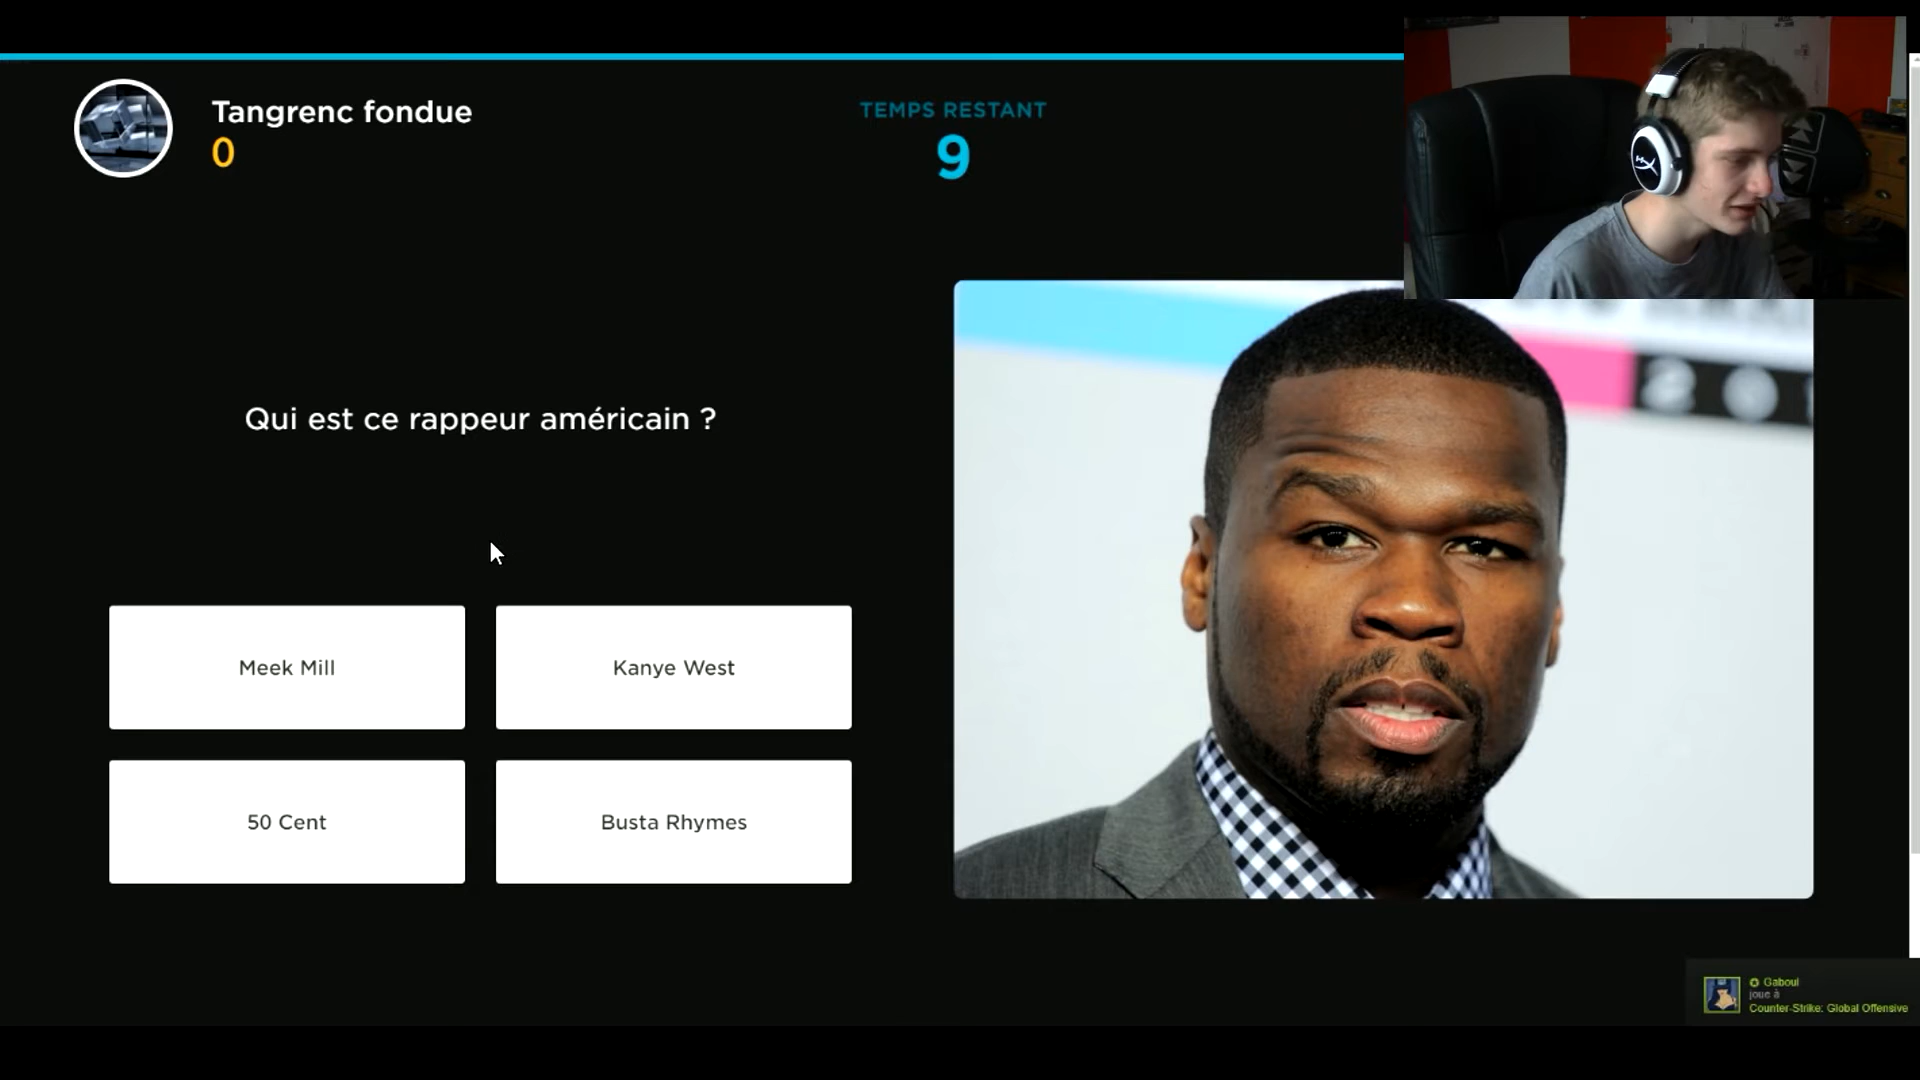 Tangrenc fondue
0
TEMPS RESTANT
9
Qui est ce rappeur américain ?
Meek Mill
Kanye West
50 Cent
Busta Rhymes
Gaboul
joue à
Counter-Strike: Global Offensive